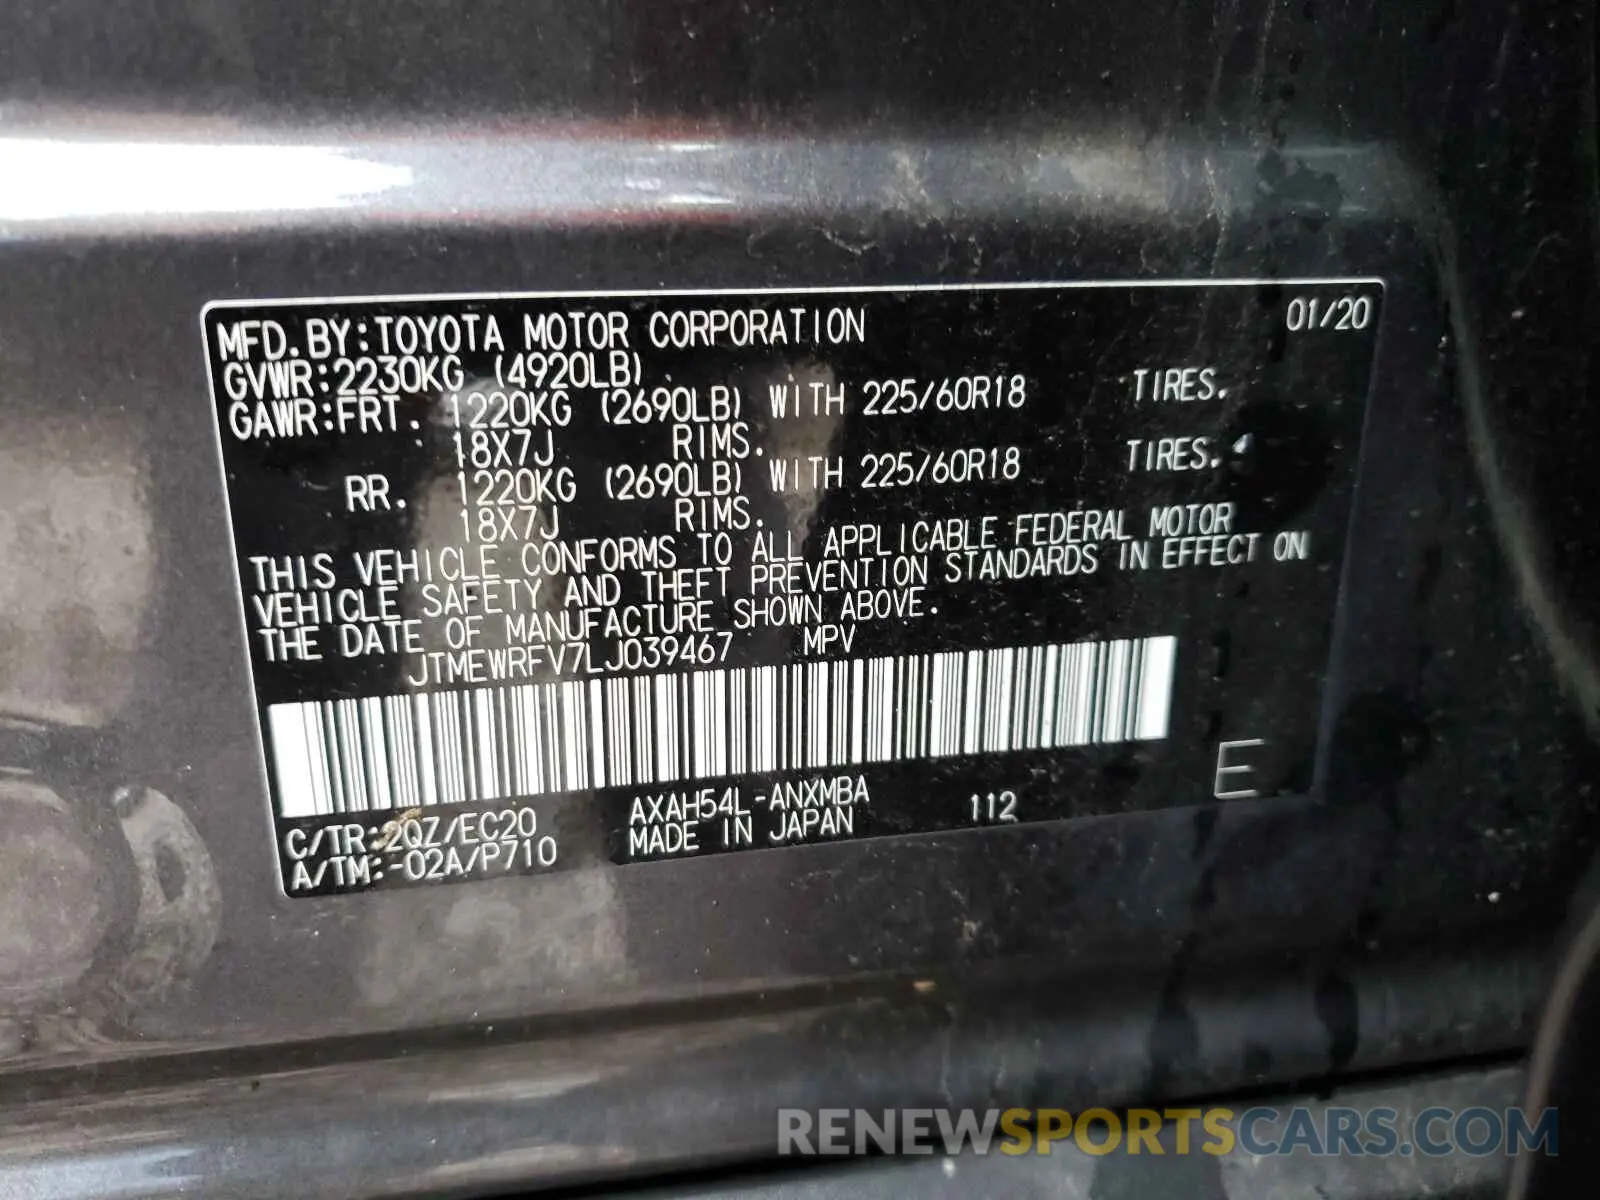 MFD.BY:TOYOTA MOTOR CORPORATION 01/20
GVWR:2230KG (4920LB)
GAWR:FRT. 1220KG (2690LB) WITH 225/60R18 TIRES.
18X7J RIMS.
RR. 1220KG (2690LB) WITH 225/60R18 TIRES.
18X7J RIMS.
THIS VEHICLE CONFORMS TO ALL APPLICABLE FEDERAL MOTOR
VEHICLE SAFETY AND THEFT PREVENTION STANDARDS IN EFFECT ON
THE DATE OF MANUFACTURE SHOWN ABOVE.
JTMEWRFV7LJ039467 MPV
C/TR:2QZ/EC20 AXAH54L-ANXMBA 112 E
A/TM:-02A/P710 MADE IN JAPAN
RENEWSPORTSCARS.COM